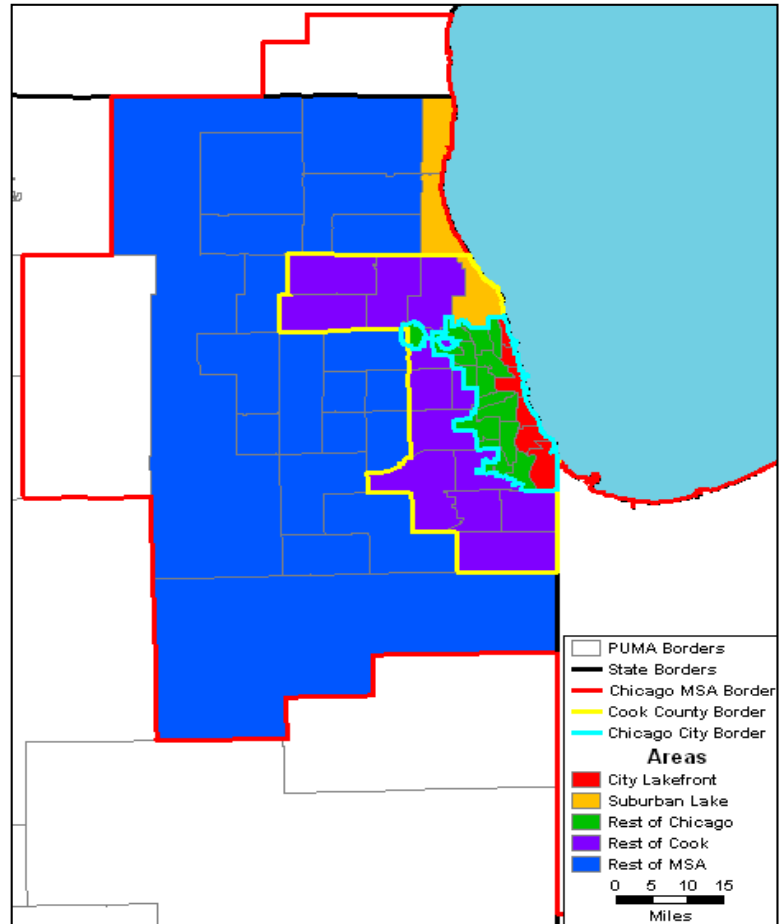 PUMA Borders
State Borders
Chicago MSA Border
Cook County Border
Chicago City Border
Areas
City Lakefront
Suburban Lake
Rest of Chicago
Rest of Cook
Rest of MSA
0 5 10 15
Miles